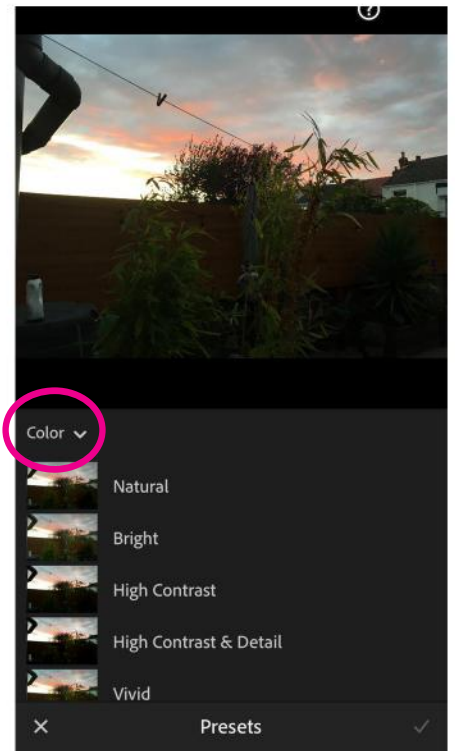 ?
Color
Natural
Bright
High Contrast
High Contrast & Detail
Vivid
Presets